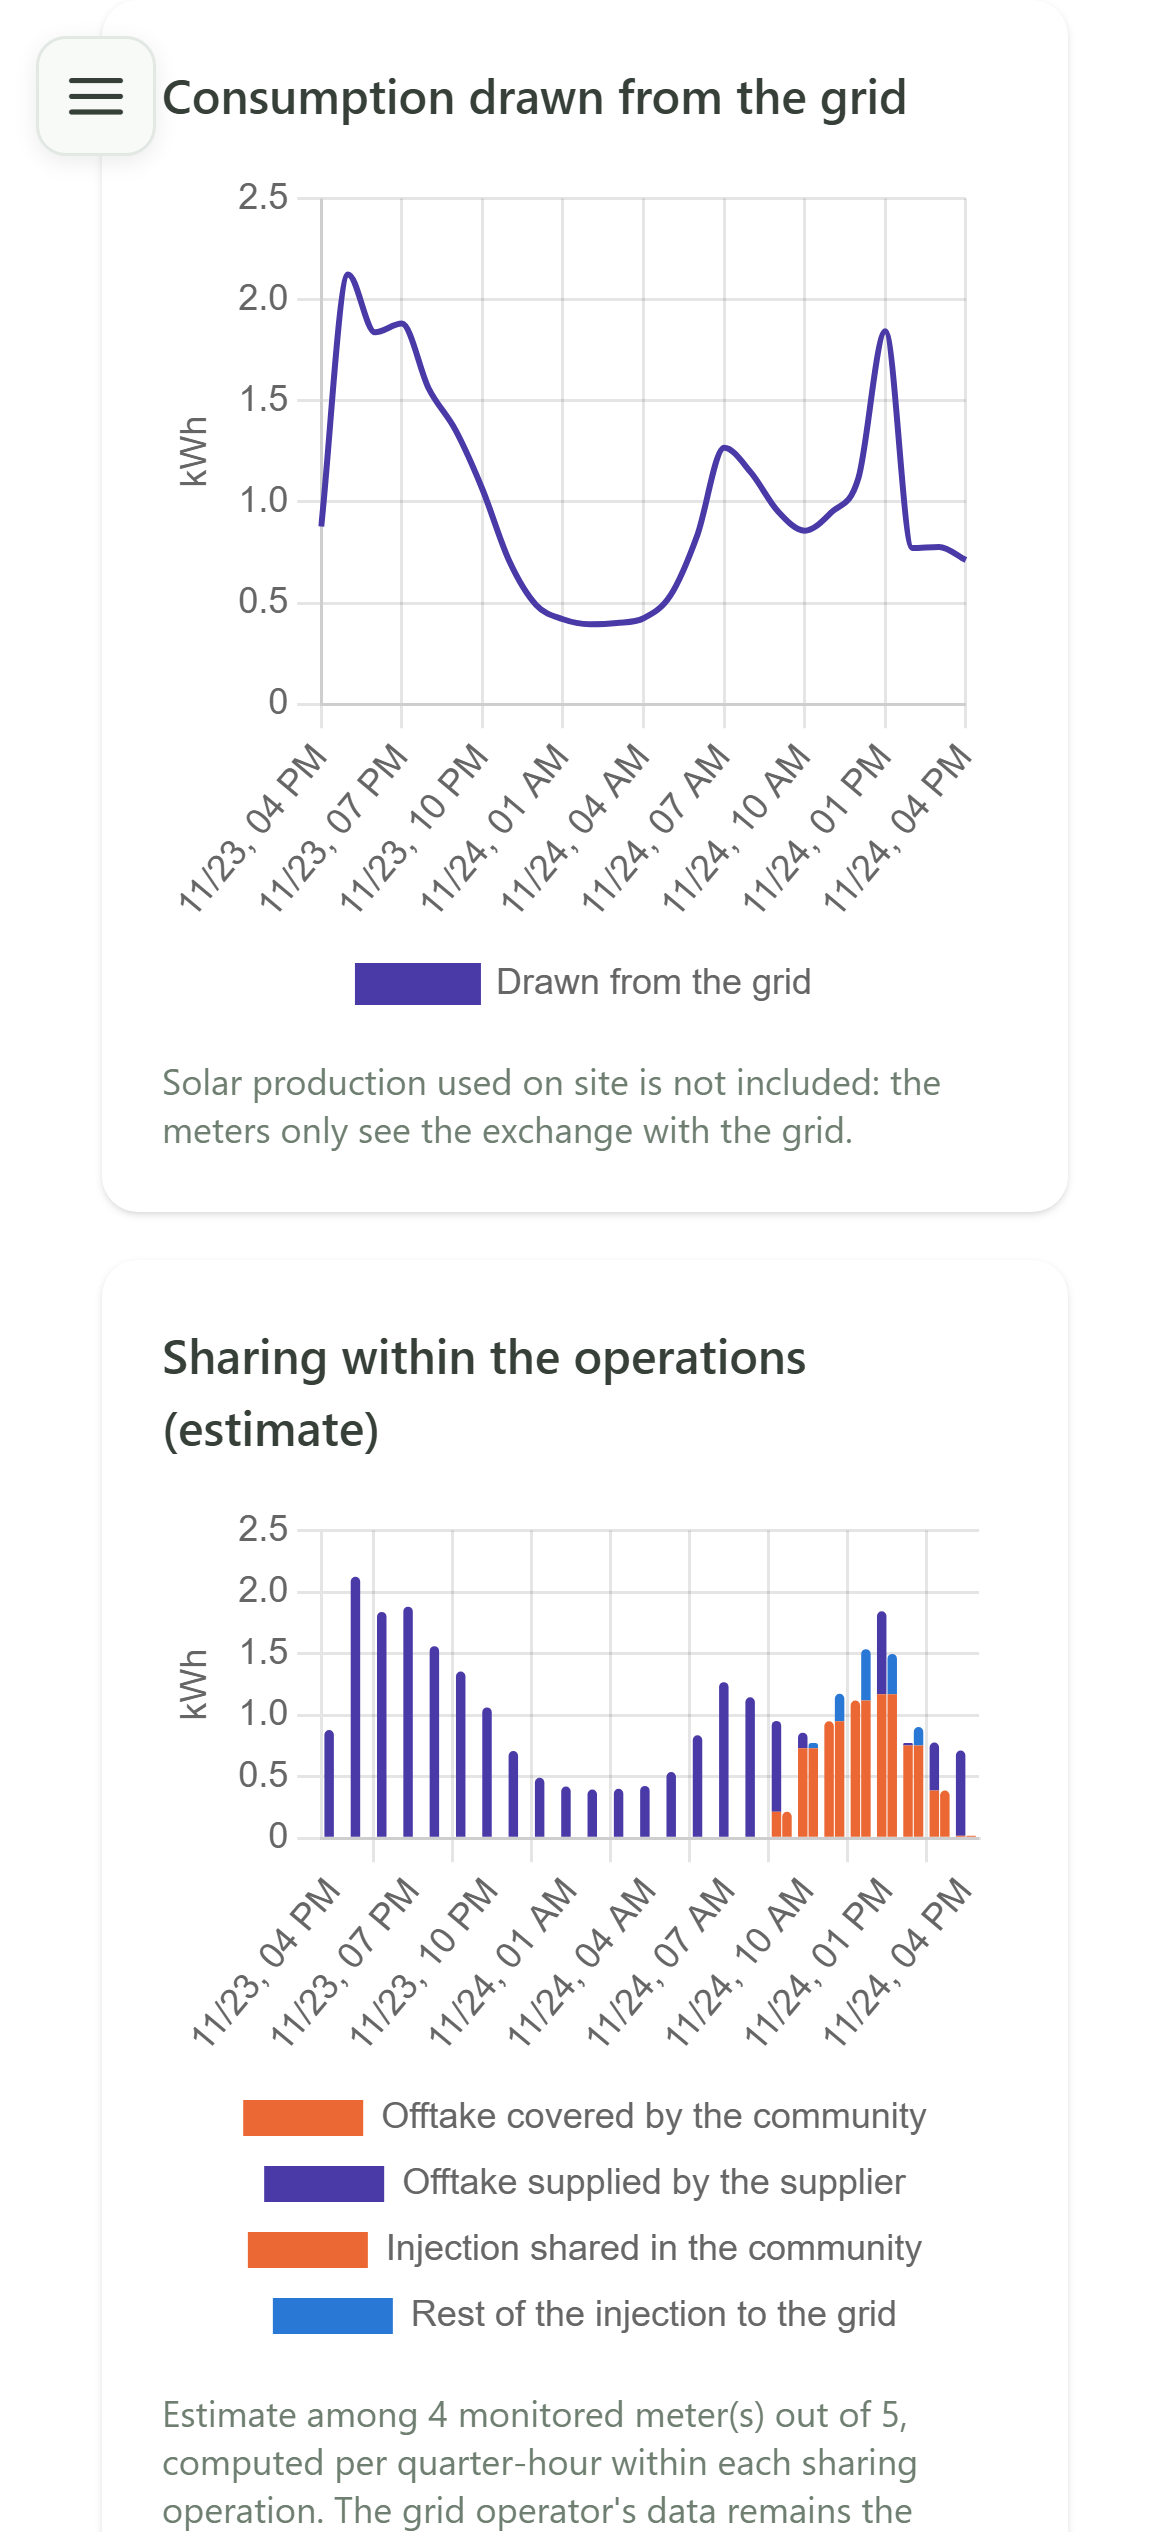 Consumption drawn from the grid
2.5
2.0
1.5
1.0
0.5
0
kWh
11/23, 04 PM
11/23, 07 PM
11/23, 10 PM
11/24, 01 AM
11/24, 04 AM
11/24, 07 AM
11/24, 10 AM
11/24, 01 PM
11/24, 04 PM
Drawn from the grid
Solar production used on site is not included: the
meters only see the exchange with the grid.
Sharing within the operations
(estimate)
2.5
2.0
1.5
1.0
0.5
0
kWh
11/23, 04 PM
11/23, 07 PM
11/23, 10 PM
11/24, 01 AM
11/24, 04 AM
11/24, 07 AM
11/24, 10 AM
11/24, 01 PM
11/24, 04 PM
Offtake covered by the community
Offtake supplied by the supplier
Injection shared in the community
Rest of the injection to the grid
Estimate among 4 monitored meter(s) out of 5,
computed per quarter-hour within each sharing
operation. The grid operator's data remains the